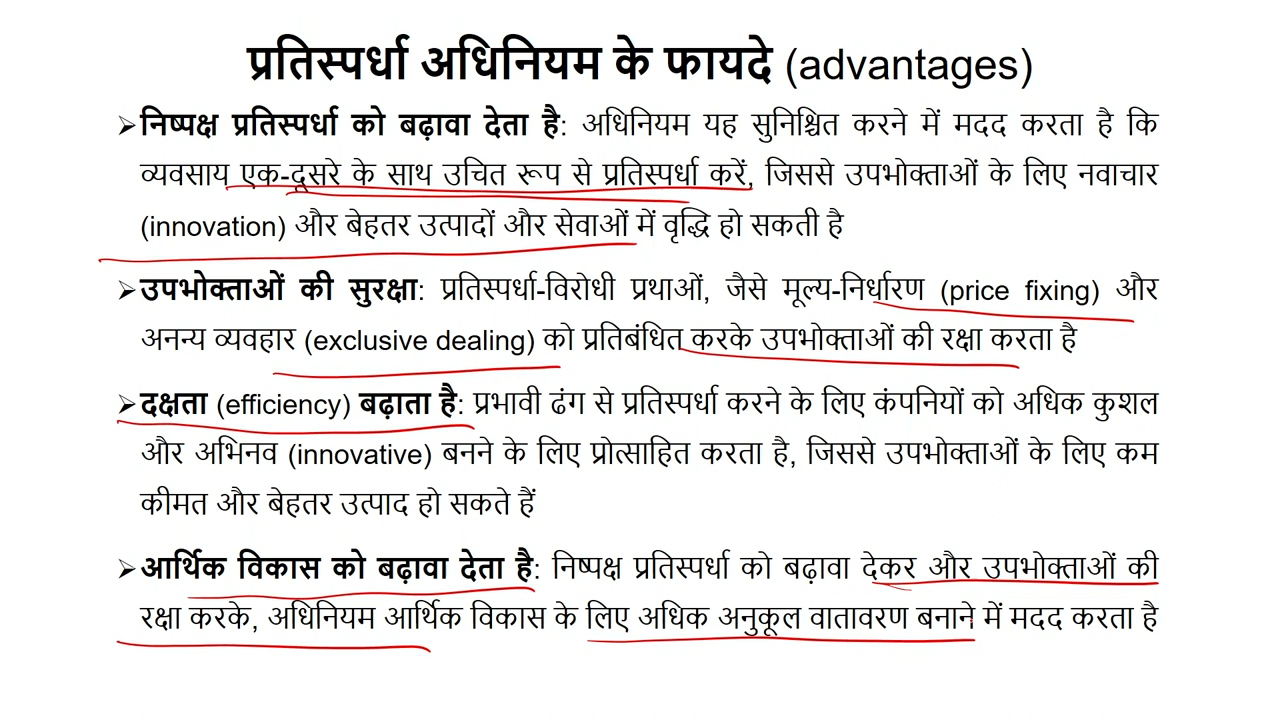 प्रतिस्पर्धा अधिनियम के फायदे (advantages)
➢निष्पक्ष प्रतिस्पर्धा को बढ़ावा देता है: अधिनियम यह सुनिश्चित करने में मदद करता है कि
व्यवसाय एक-दूसरे के साथ उचित रूप से प्रतिस्पर्धा करें, जिससे उपभोक्ताओं के लिए नवाचार
(innovation) और बेहतर उत्पादों और सेवाओं में वृद्धि हो सकती है
➢उपभोक्ताओं की सुरक्षा: प्रतिस्पर्धा-विरोधी प्रथाओं, जैसे मूल्य-निर्धारण (price fixing) और
अनन्य व्यवहार (exclusive dealing) को प्रतिबंधित करके उपभोक्ताओं की रक्षा करता है
➢दक्षता (efficiency) बढ़ाता है: प्रभावी ढंग से प्रतिस्पर्धा करने के लिए कंपनियों को अधिक कुशल
और अभिनव (innovative) बनने के लिए प्रोत्साहित करता है, जिससे उपभोक्ताओं के लिए कम
कीमत और बेहतर उत्पाद हो सकते हैं
➢आर्थिक विकास को बढ़ावा देता है: निष्पक्ष प्रतिस्पर्धा को बढ़ावा देकर और उपभोक्ताओं की
रक्षा करके, अधिनियम आर्थिक विकास के लिए अधिक अनुकूल वातावरण बनाने में मदद करता है